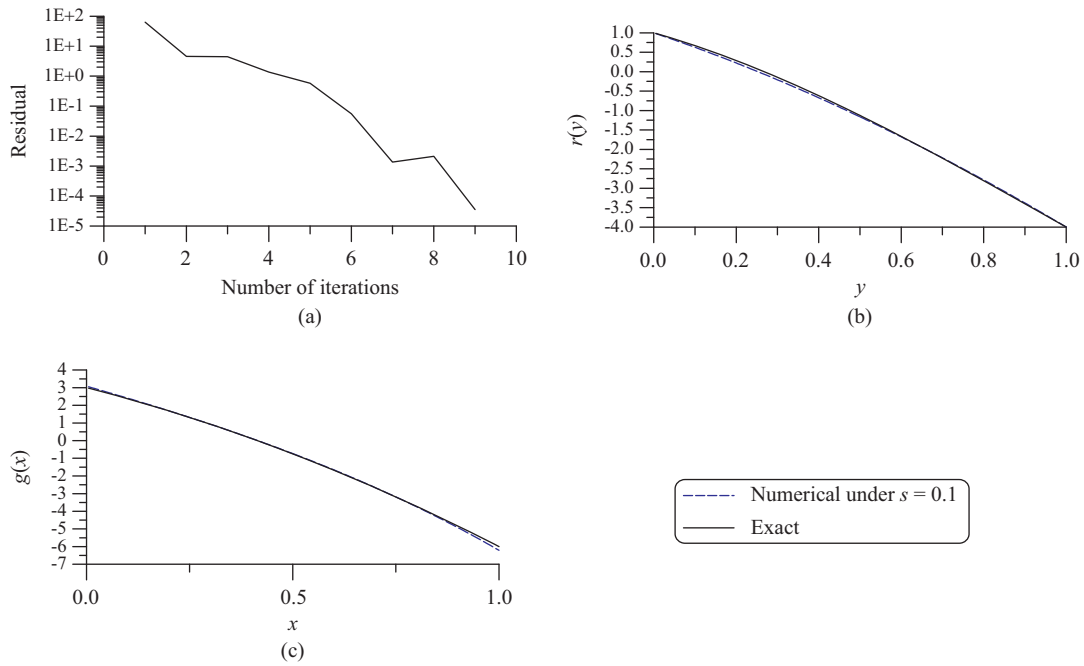 1E+2
1E+1
1E+0
1E-1
1E-2
1E-3
1E-4
1E-5
Residual
0 2 4 6 8 10
Number of iterations
(a)
1.0
0.5
0.0
-0.5
-1.0
-1.5
-2.0
-2.5
-3.0
-3.5
-4.0
r(y)
0.0 0.2 0.4 0.6 0.8 1.0
y
(b)
4
3
2
1
0
-1
-2
-3
-4
-5
-6
-7
g(x)
0.0 0.5 1.0
x
(c)
Numerical under s = 0.1
Exact